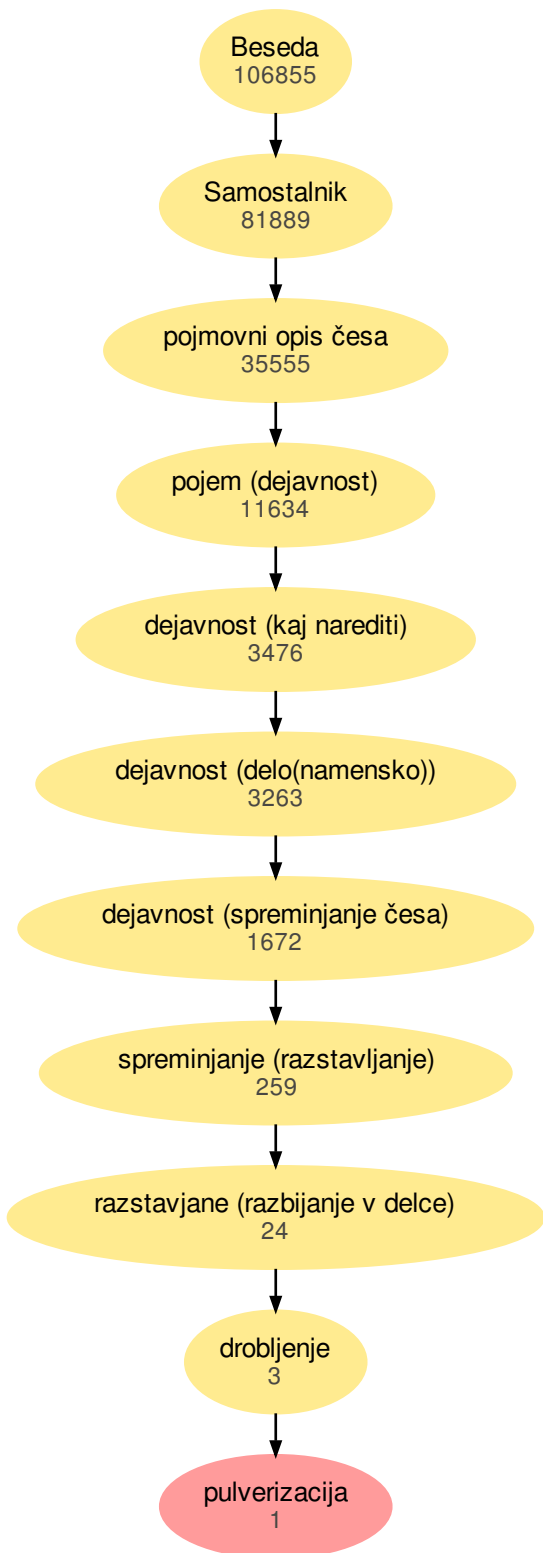 Beseda
106855
Samostalnik
81889
pojmovni opis česa
35555
pojem (dejavnost)
11634
dejavnost (kaj narediti)
3476
dejavnost (delo(namensko))
3263
dejavnost (spreminjanje česa)
1672
spreminjanje (razstavljanje)
259
razstavjane (razbijanje v delce)
24
drobljenje
3
pulverizacija
1